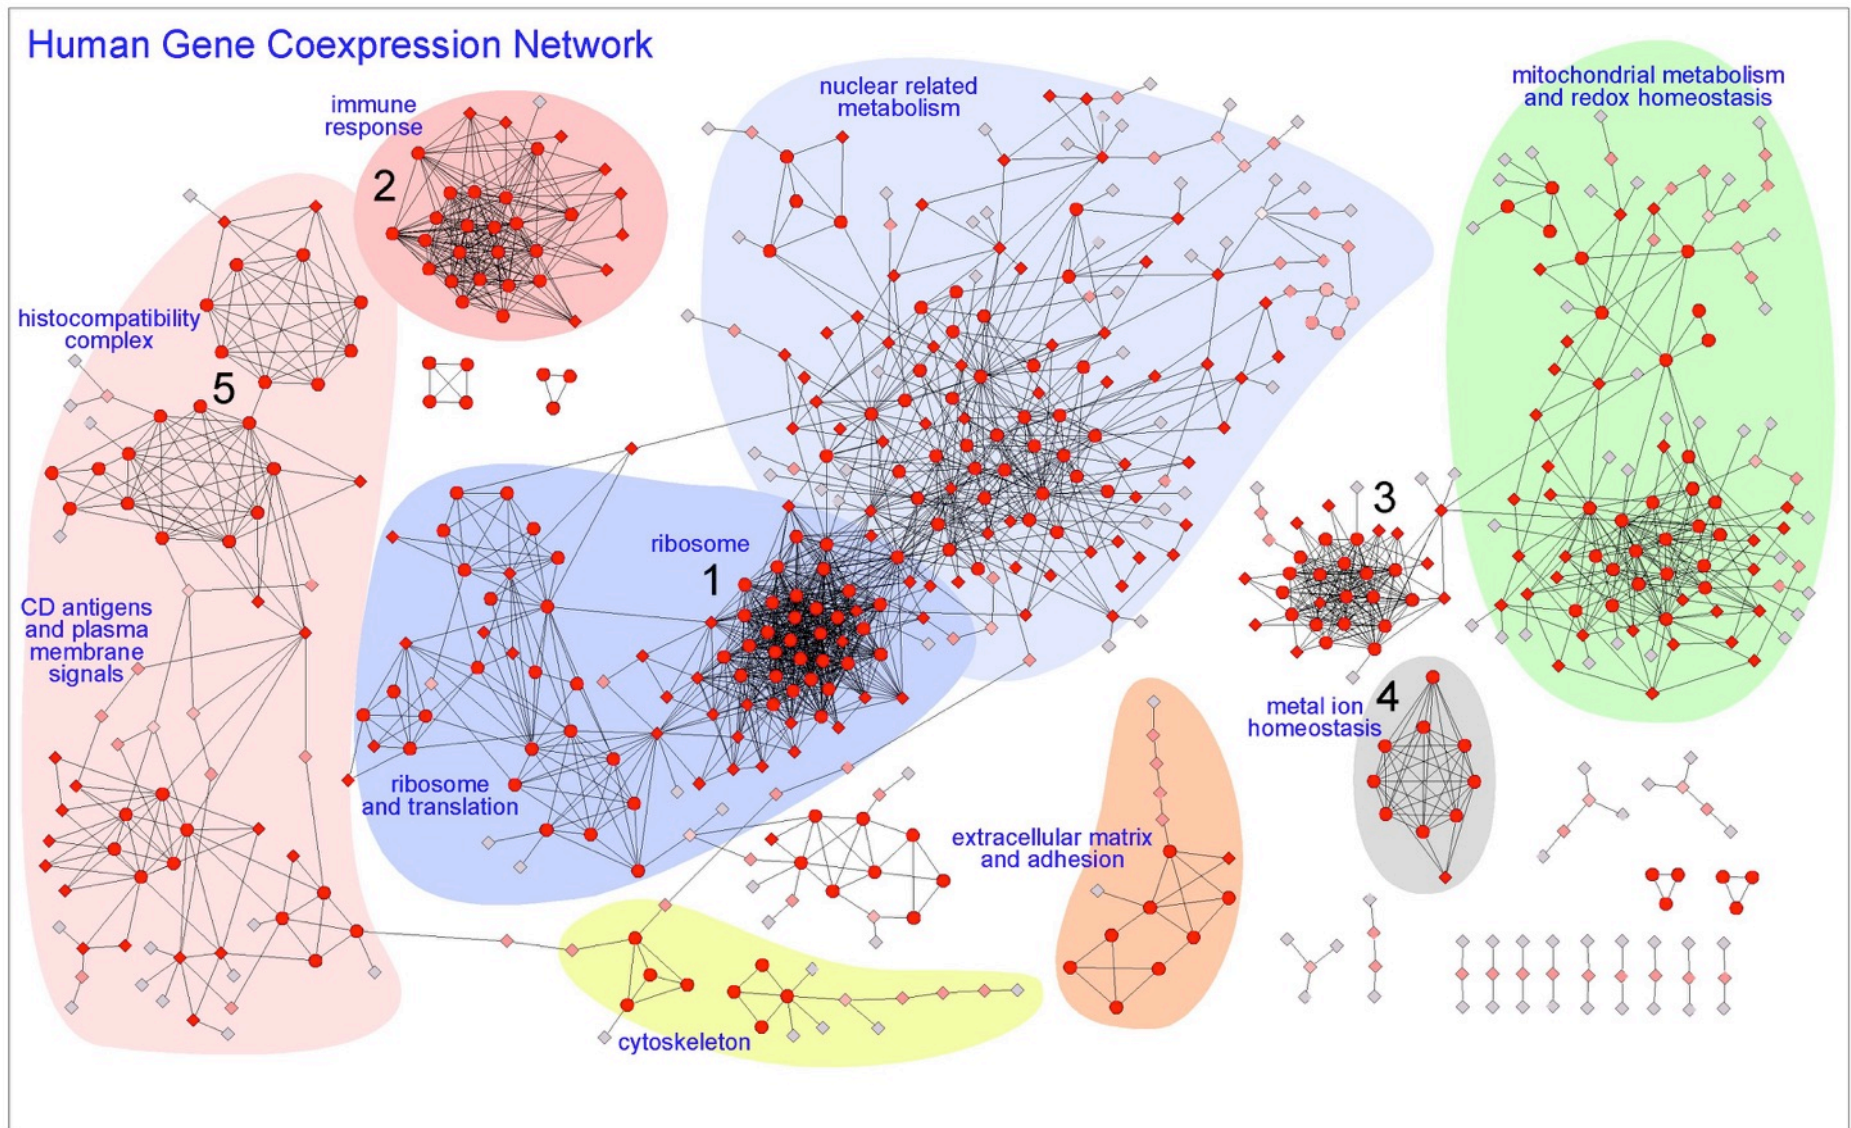 Human Gene Coexpression Network
immune
response
2
nuclear related
metabolism
mitochondrial metabolism
and redox homeostasis
histocompatibility
complex
5
ribosome
1
3
CD antigens
and plasma
membrane
signals
metal ion
homeostasis
4
ribosome
and translation
extracellular matrix
and adhesion
cytoskeleton